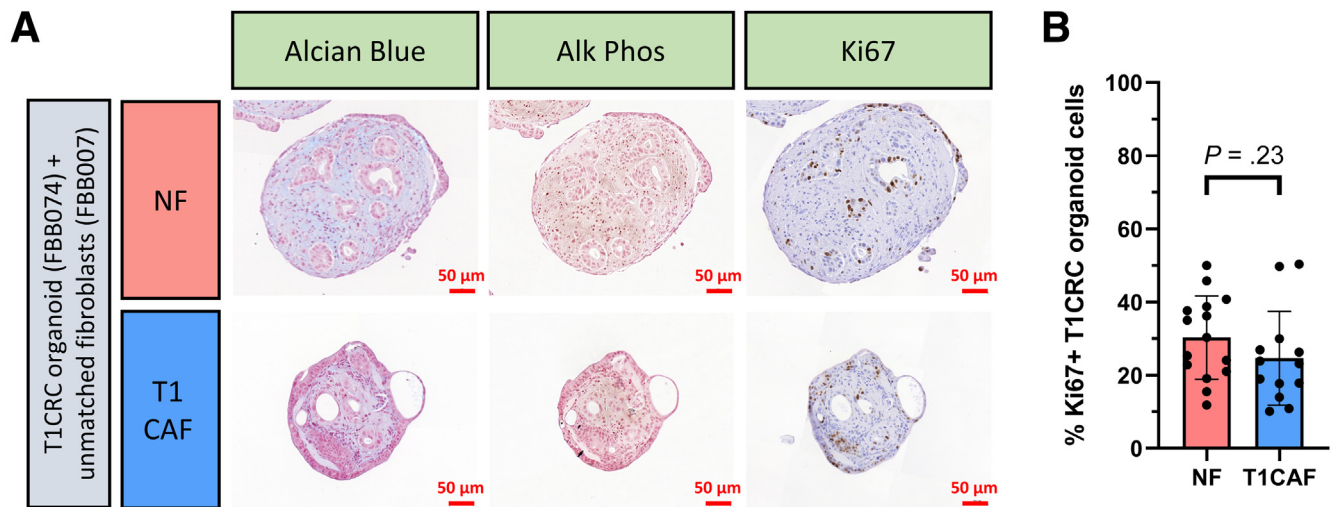 A
Alcian Blue
Alk Phos
Ki67
T1CRC organoid (FBB074) +
unmatched fibroblasts (FBB007)
NF
50 µm
50 µm
50 µm
T1
CAF
50 µm
50 µm
50 µm
B
% Ki67+ T1CRC organoid cells
100
80
60
40
20
0
P = .23
NF
T1CAF